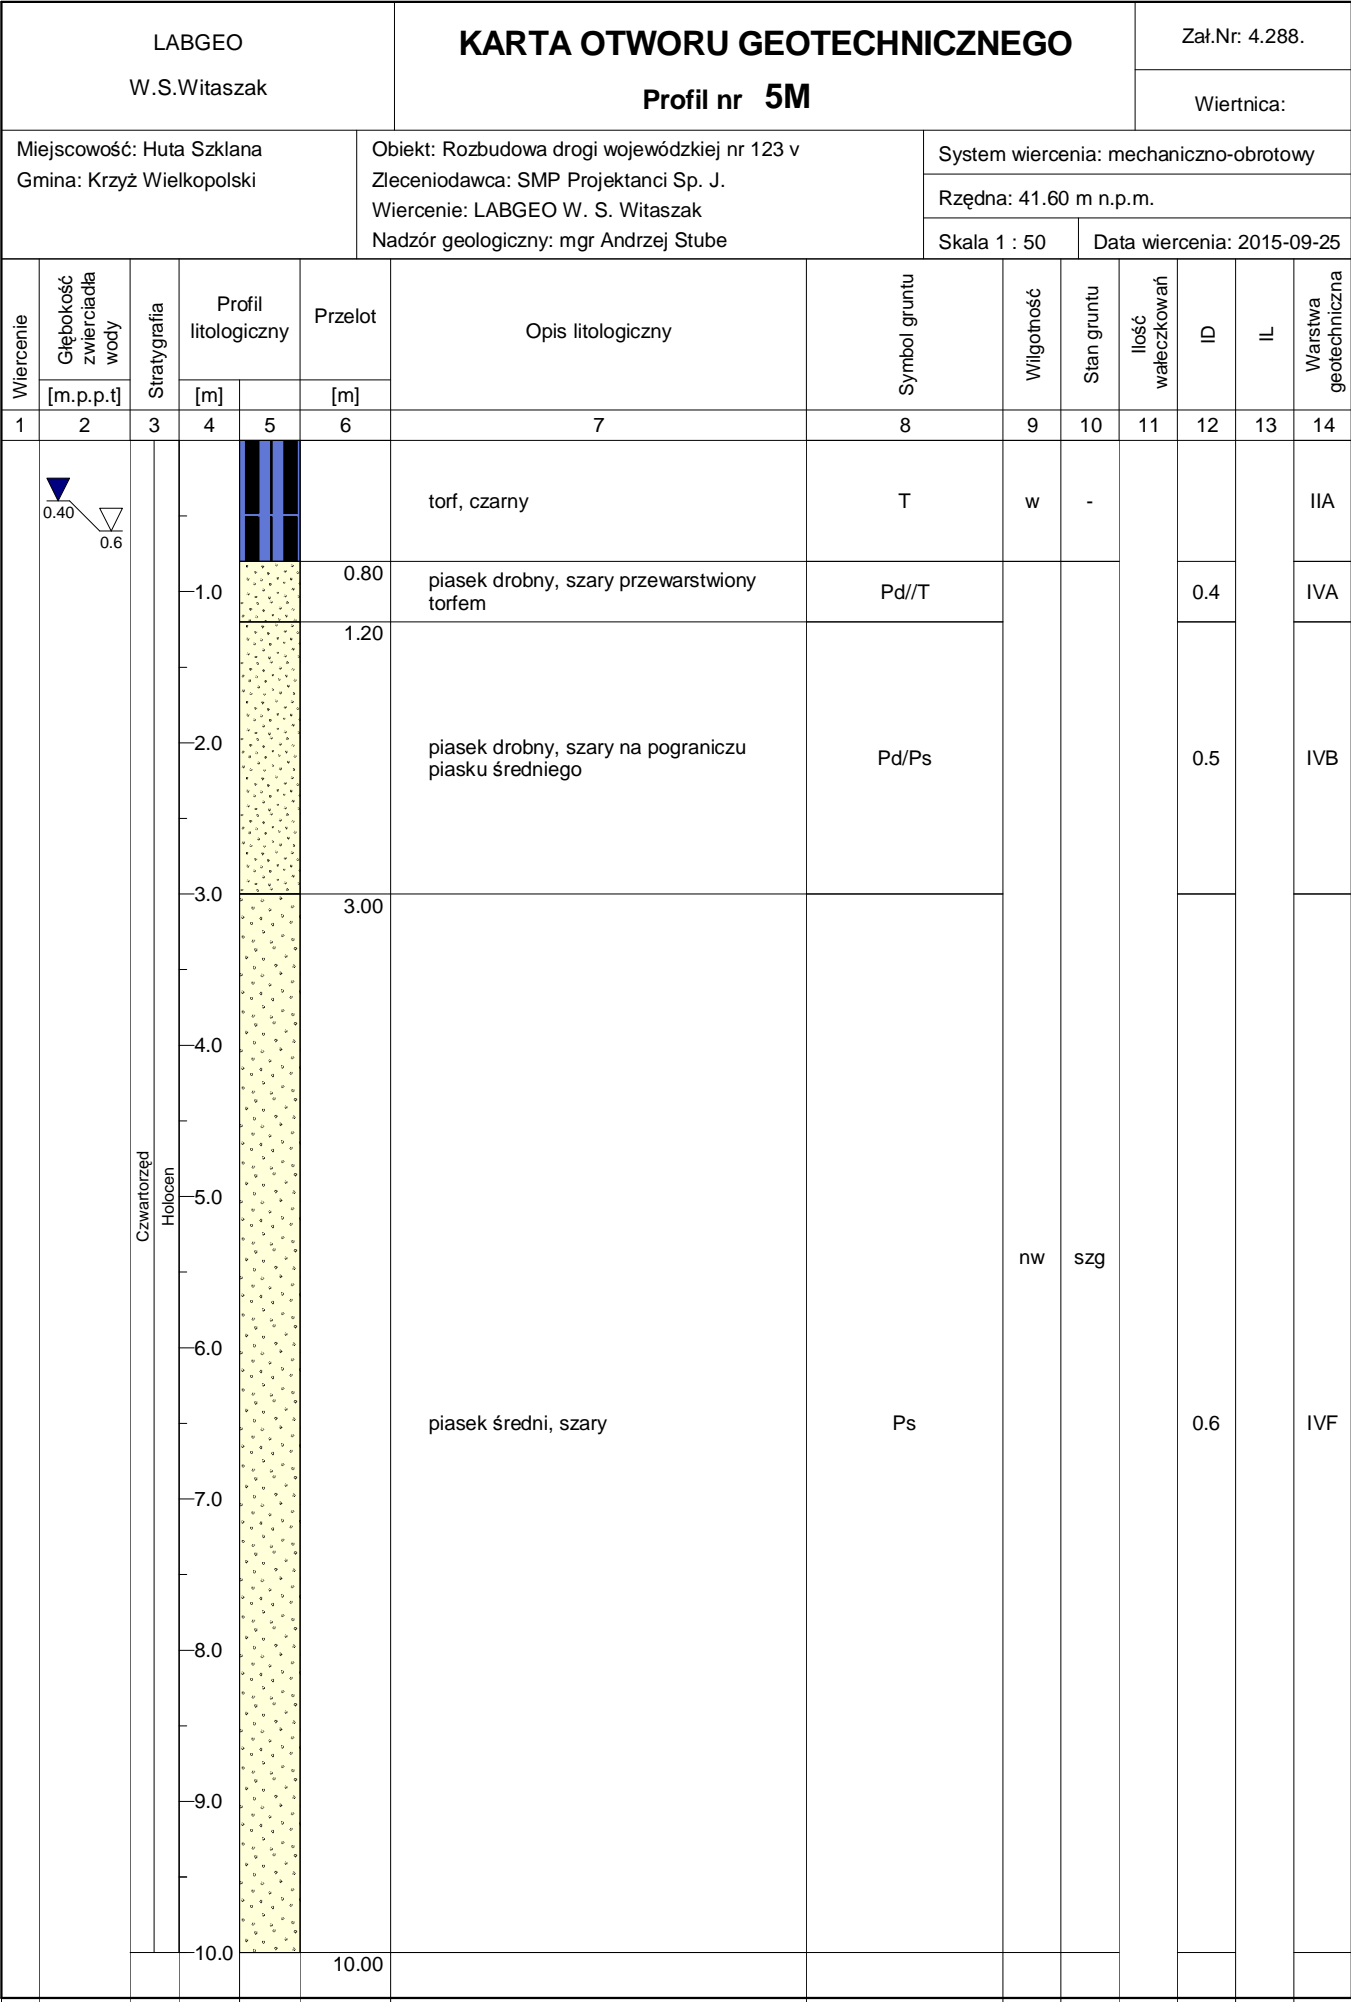 LABGEO
W.S.Witaszak
KARTA OTWORU GEOTECHNICZNEGO
Profil nr 5M
Zał.Nr: 4.288.
Wiertnica:
Miejscowość: Huta Szklana
Gmina: Krzyż Wielkopolski
Obiekt: Rozbudowa drogi wojewódzkiej nr 123 v
Zleceniodawca: SMP Projektanci Sp. J.
Wiercenie: LABGEO W. S. Witaszak
Nadzór geologiczny: mgr Andrzej Stube
System wiercenia: mechaniczno-obrotowy
Rzędna: 41.60 m n.p.m.
Skala 1 : 50
Data wiercenia: 2015-09-25
Wiercenie
Głębokość
zwierciadła
wody
[m.p.p.t]
Stratygrafia
Profil
litologiczny
[m]
Przelot
[m]
Opis litologiczny
Symbol gruntu
Wilgotność
Stan gruntu
Ilość
wałeczkowań
ID
IL
Warstwa
geotechniczna
1 2 3 4 5 6 7 8 9 10 11 12 13 14
0.40
0.6
torf, czarny T w - IIA
0.80
1.0
piasek drobny, szary przewarstwiony
torfem
Pd//T 0.4 IVA
1.20
2.0
piasek drobny, szary na pograniczu
piasku średniego
Pd/Ps 0.5 IVB
3.0
3.00
4.0
Czwartorzęd
Holocen
5.0
nw szg
6.0
piasek średni, szary Ps 0.6 IVF
7.0
8.0
9.0
10.0
10.00